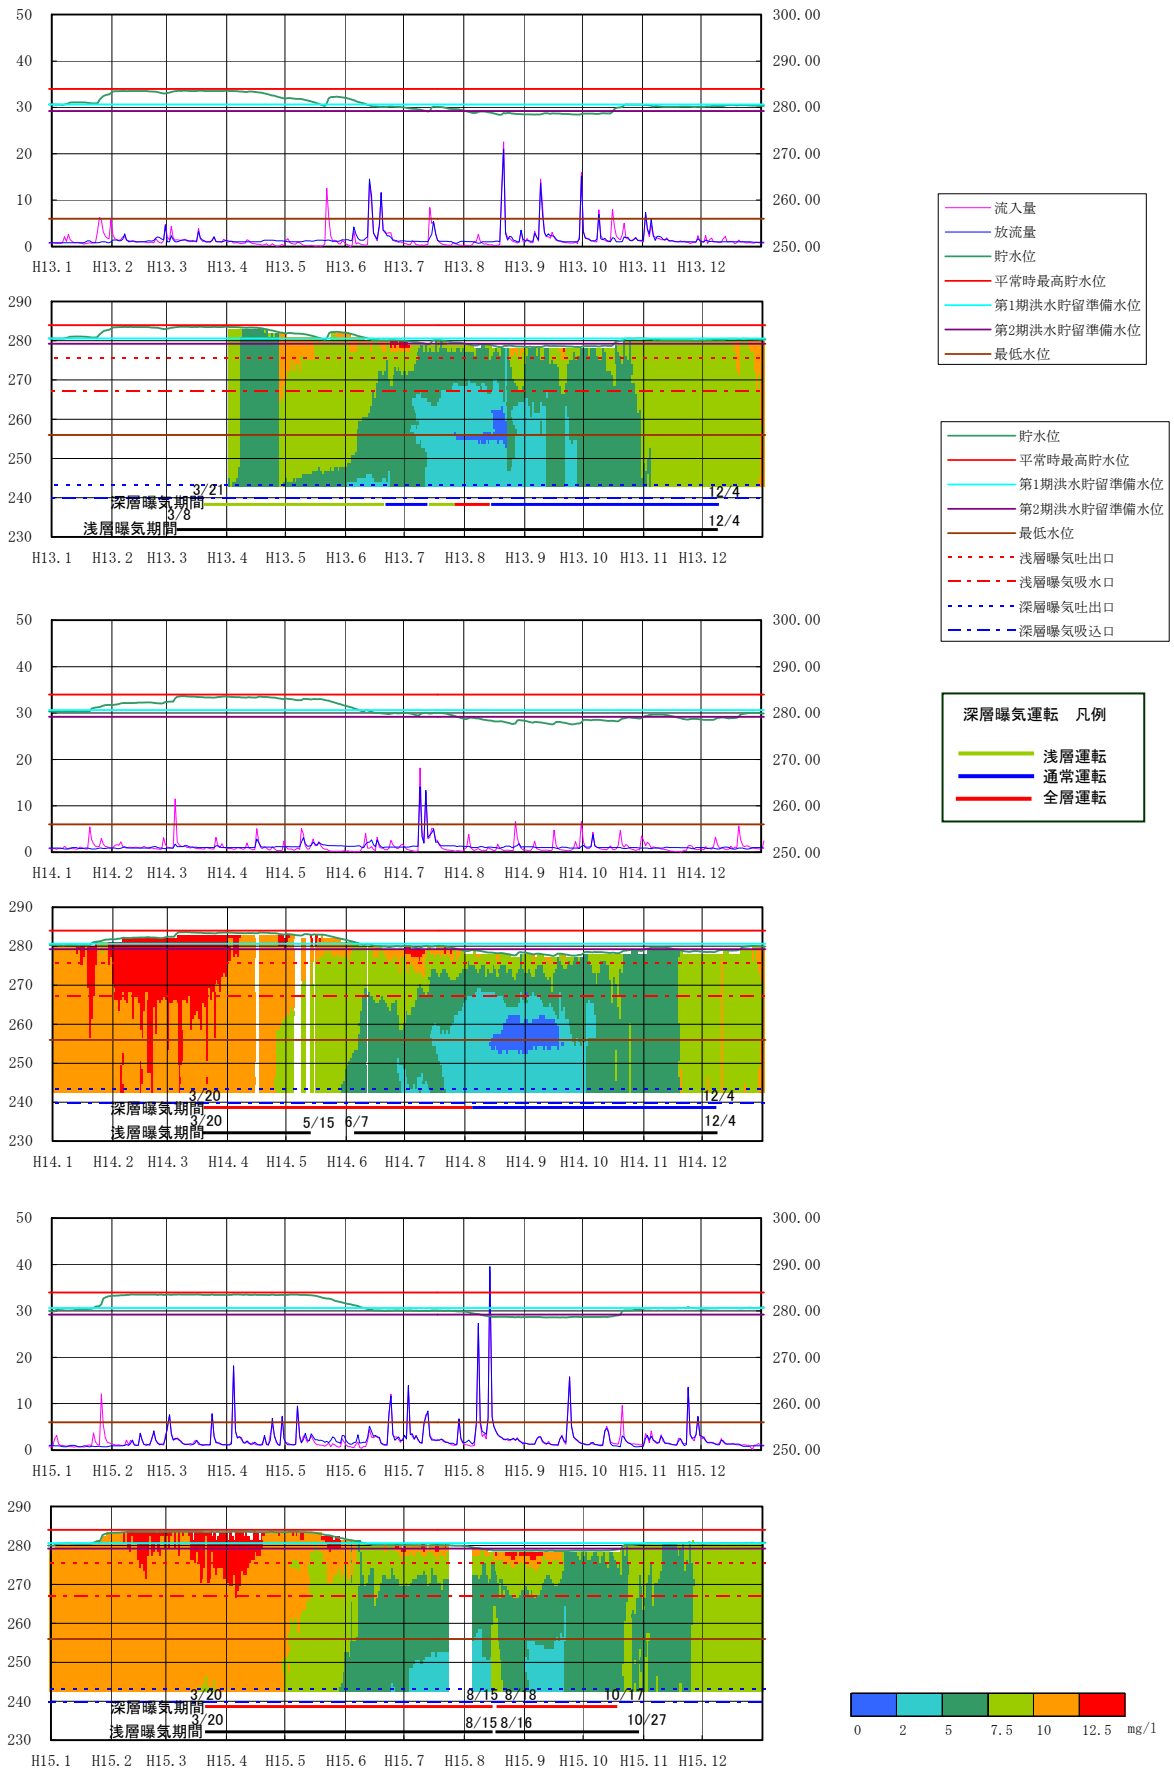 50 300.00
40 290.00
30 280.00
20 270.00
10 260.00
0 250.00
H13.1 H13.2 H13.3 H13.4 H13.5 H13.6 H13.7 H13.8 H13.9 H13.10 H13.11 H13.12
290
280
270
260
250
240
230
3/21 12/4
深層曝気期間
3/8 12/4
浅層曝気期間
H13.1 H13.2 H13.3 H13.4 H13.5 H13.6 H13.7 H13.8 H13.9 H13.10 H13.11 H13.12
流入量
放流量
貯水位
平常時最高貯水位
第1期洪水貯留準備水位
第2期洪水貯留準備水位
最低水位
貯水位
平常時最高貯水位
第1期洪水貯留準備水位
第2期洪水貯留準備水位
最低水位
浅層曝気吐出口
浅層曝気吸水口
深層曝気吐出口
深層曝気吸込口
深層曝気運転 凡例
浅層運転
通常運転
全層運転
50 300.00
40 290.00
30 280.00
20 270.00
10 260.00
0 250.00
H14.1 H14.2 H14.3 H14.4 H14.5 H14.6 H14.7 H14.8 H14.9 H14.10 H14.11 H14.12
290
280
270
260
250
240
230
3/20 12/4
深層曝気期間
3/20 5/15 6/7 12/4
浅層曝気期間
H14.1 H14.2 H14.3 H14.4 H14.5 H14.6 H14.7 H14.8 H14.9 H14.10 H14.11 H14.12
50 300.00
40 290.00
30 280.00
20 270.00
10 260.00
0 250.00
H15.1 H15.2 H15.3 H15.4 H15.5 H15.6 H15.7 H15.8 H15.9 H15.10 H15.11 H15.12
290
280
270
260
250
240
230
3/20 8/15 8/18 10/17
深層曝気期間
3/20 8/15 8/16 10/27
浅層曝気期間
H15.1 H15.2 H15.3 H15.4 H15.5 H15.6 H15.7 H15.8 H15.9 H15.10 H15.11 H15.12
0 2 5 7.5 10 12.5 mg/l